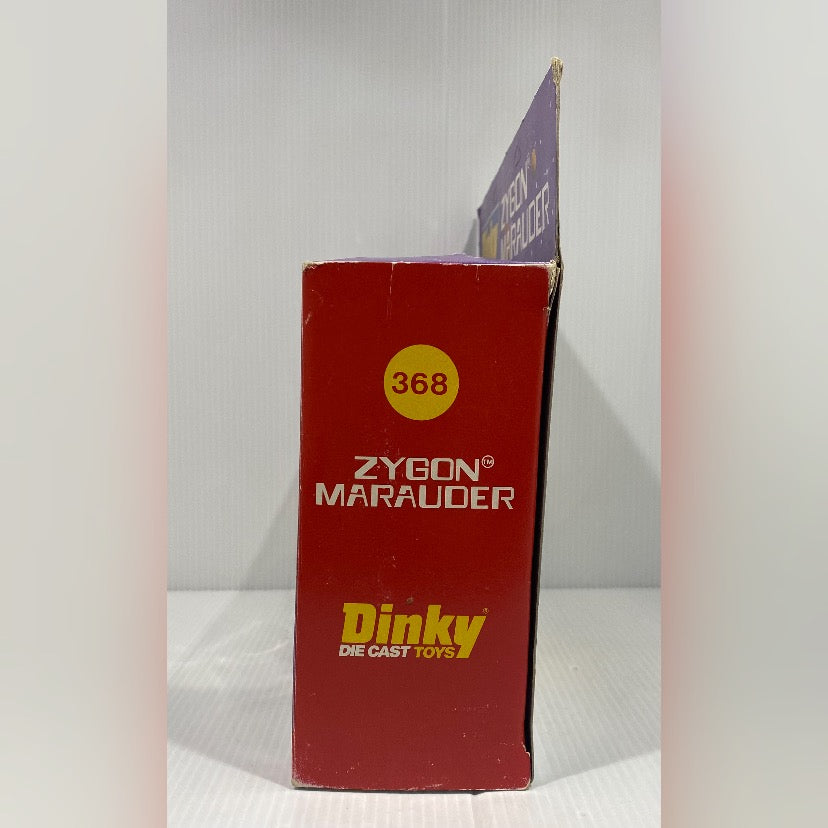 ZYGON
MARAUDER
368
ZYGON™
MARAUDER
Dinky®
DIE CAST TOYS